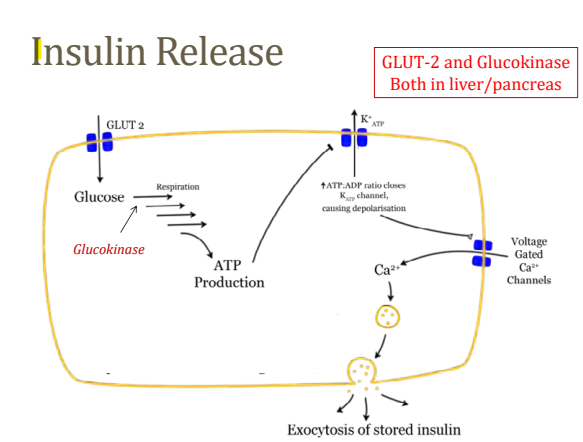 Insulin Release
GLUT-2 and Glucokinase
Both in liver/pancreas
GLUT 2
K⁺ATP
Glucose
Respiration
↑ATP:ADP ratio closes
KATP channel,
causing depolarisation
Glucokinase
ATP
Production
Ca²⁺
Voltage
Gated
Ca²⁺
Channels
Exocytosis of stored insulin